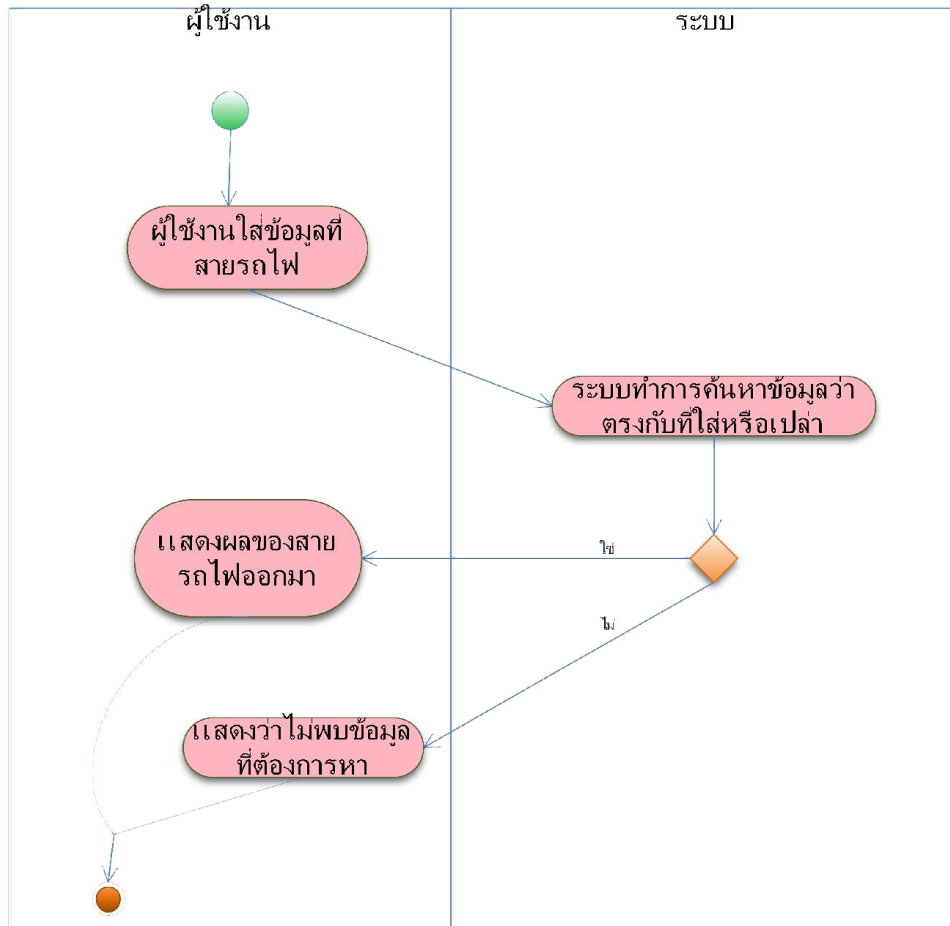 ผู้ใช้งาน
ระบบ
ผู้ใช้งานใส่ข้อมูลที่
สายรถไฟ
ระบบทำการค้นหาข้อมูลว่า
ตรงกับที่ใส่หรือเปล่า
แสดงผลของสาย
รถไฟออกมา
ใช่
ไม่
แสดงว่าไม่พบข้อมูล
ที่ต้องการหา